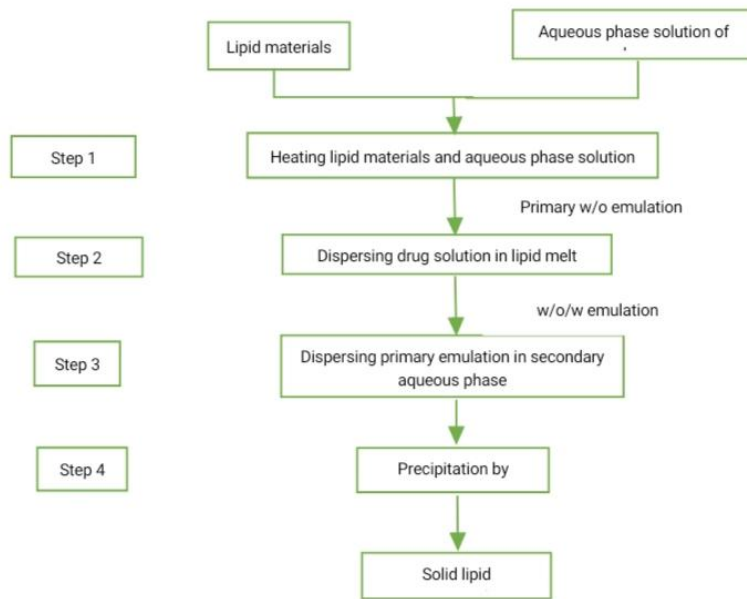 Lipid materials
Aqueous phase solution of
Step 1
Heating lipid materials and aqueous phase solution
Primary w/o emulation
Step 2
Dispersing drug solution in lipid melt
w/o/w emulation
Step 3
Dispersing primary emulation in secondary
aqueous phase
Step 4
Precipitation by
Solid lipid